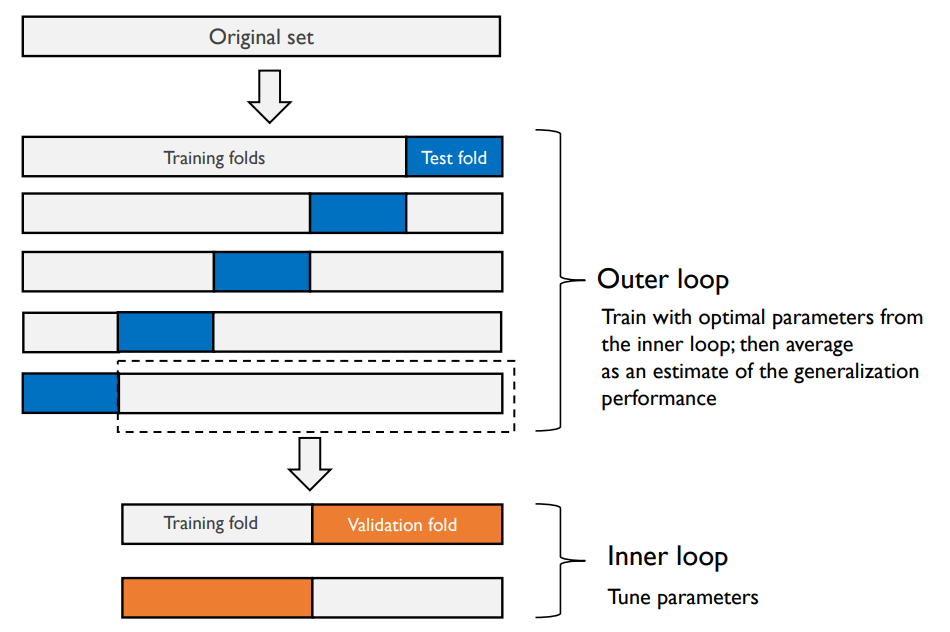 Original set
Training folds
Test fold
Outer loop
Train with optimal parameters from
the inner loop; then average
as an estimate of the generalization
performance
Training fold
Validation fold
Inner loop
Tune parameters